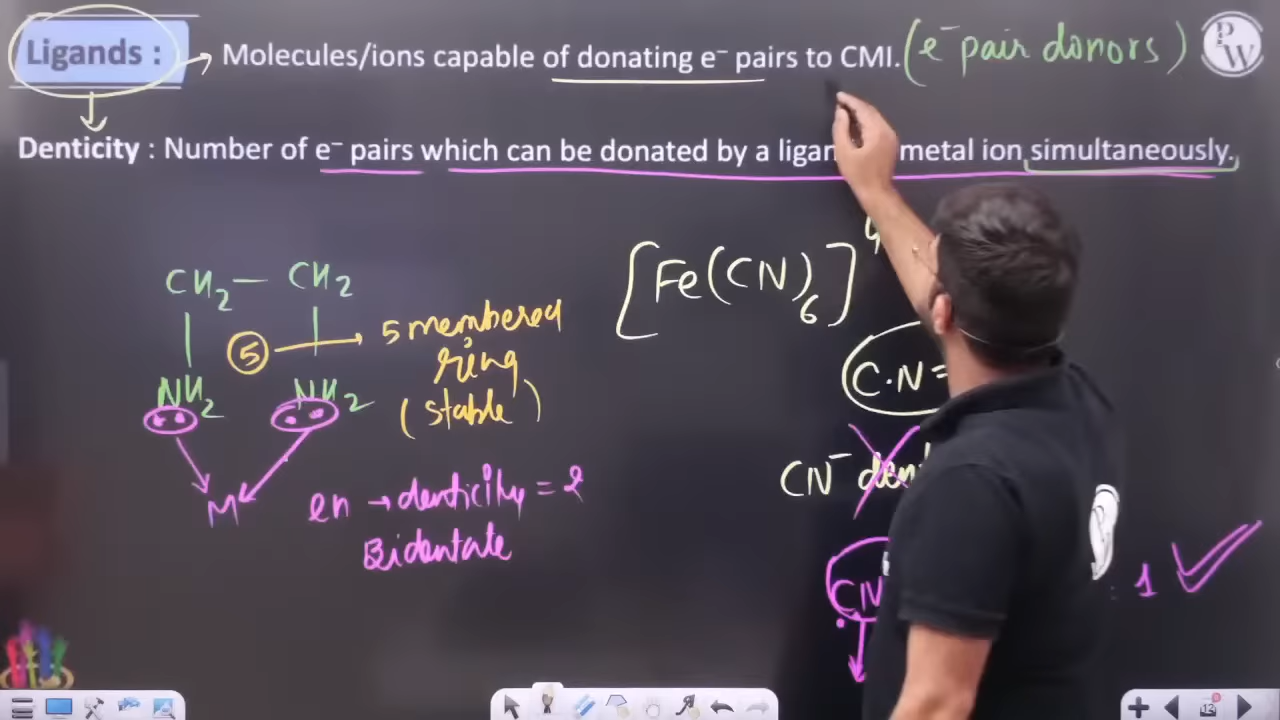 Ligands : → Molecules/ions capable of donating e⁻ pairs to CMI. (e⁻ pair donors)
PW
Denticity : Number of e⁻ pairs which can be donated by a metal ion simultaneously.
[Fe(CN)₆]
CH₂ — CH₂
5 → 5 membered
ring
(stable)
NH₂ NH₂
C·N =
M
en → denticity = 2
CN⁻
Bidentate
CN
1